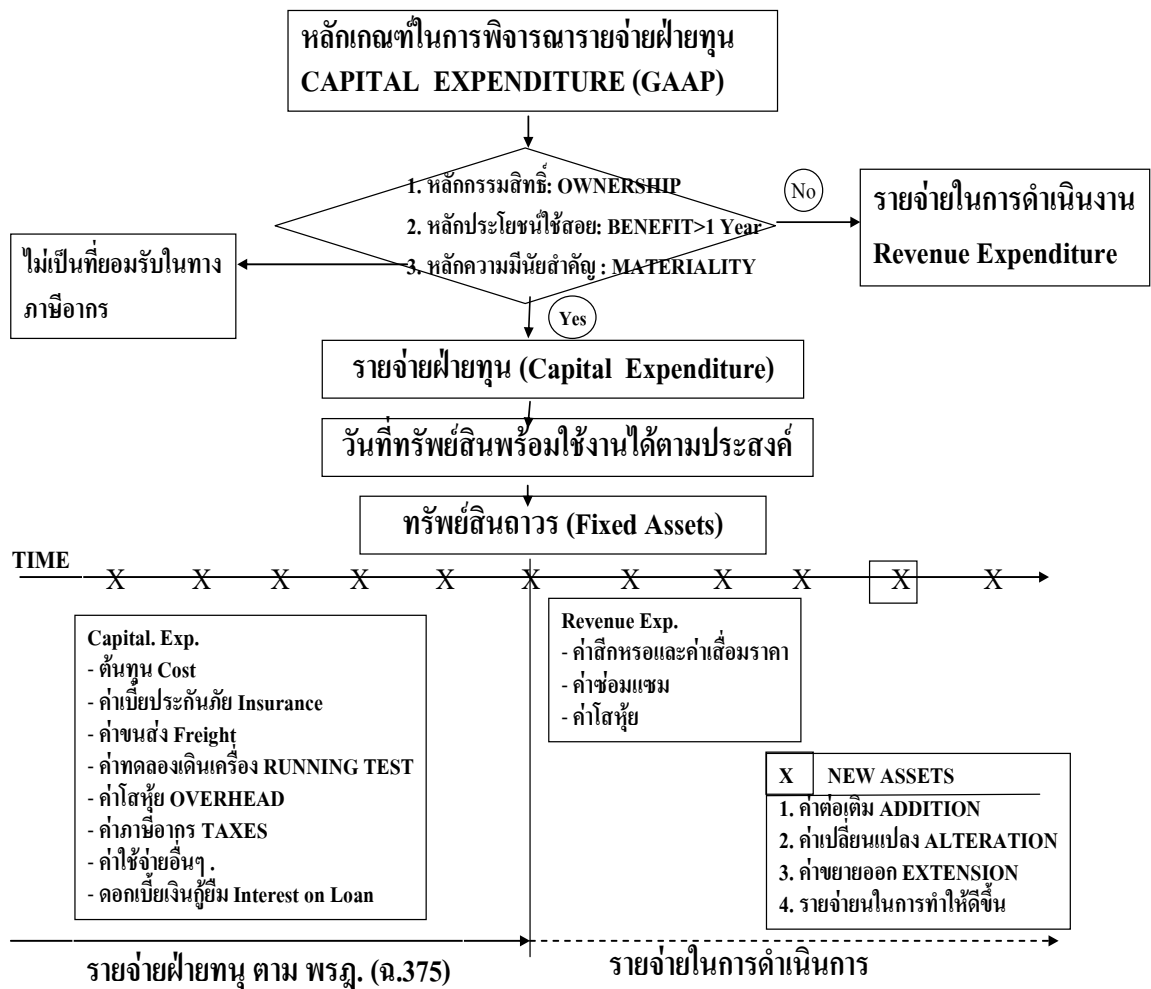 หลักเกณฑ์ในการพิจารณารายจ่ายฝ่ายทุน
CAPITAL EXPENDITURE (GAAP)
1. หลักกรรมสิทธิ์: OWNERSHIP
2. หลักประโยชน์ใช้สอย: BENEFIT>1 Year
3. หลักความมีนัยสำคัญ : MATERIALITY
No
รายจ่ายในการดำเนินงาน
Revenue Expenditure
ไม่เป็นที่ยอมรับในทาง
ภาษีอากร
Yes
รายจ่ายฝ่ายทุน (Capital Expenditure)
วันที่ทรัพย์สินพร้อมใช้งานได้ตามประสงค์
ทรัพย์สินถาวร (Fixed Assets)
TIME
X X X X X X X X X X X
Capital. Exp.
- ต้นทุน Cost
- ค่าเบี้ยประกันภัย Insurance
- ค่าขนส่ง Freight
- ค่าทดลองเดินเครื่อง RUNNING TEST
- ค่าโสหุ้ย OVERHEAD
- ค่าภาษีอากร TAXES
- ค่าใช้จ่ายอื่นๆ .
- ดอกเบี้ยเงินกู้ยืม Interest on Loan
Revenue Exp.
- ค่าสึกหรอและค่าเสื่อมราคา
- ค่าซ่อมแซม
- ค่าโสหุ้ย
X NEW ASSETS
1. ค่าต่อเติม ADDITION
2. ค่าเปลี่ยนแปลง ALTERATION
3. ค่าขยายออก EXTENSION
4. รายจ่ายนในการทำให้ดีขึ้น
รายจ่ายฝ่ายทนุ ตาม พรฎ. (ฉ.375)
รายจ่ายในการดำเนินการ